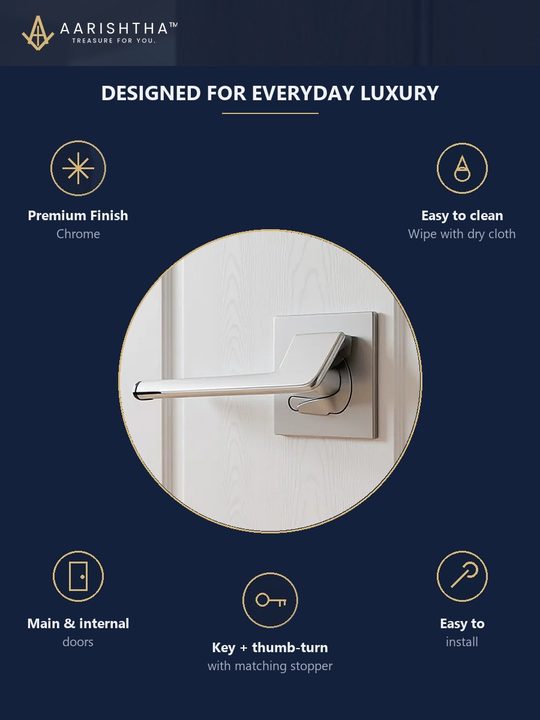 AARISHTHA™
TREASURE FOR YOU.
DESIGNED FOR EVERYDAY LUXURY
Premium Finish
Chrome
Easy to clean
Wipe with dry cloth
Main & internal
doors
Key + thumb-turn
with matching stopper
Easy to
install